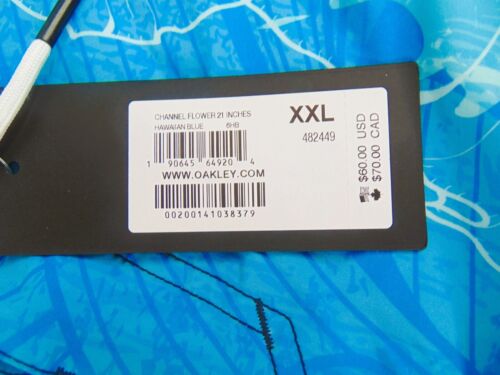 CHANNEL FLOWER 21 INCHES
HAWAIIAN BLUE 6HB
XXL
482449
1 90645 64920 4
WWW.OAKLEY.COM
00200141038379
$60.00 USD
$70.00 CAD